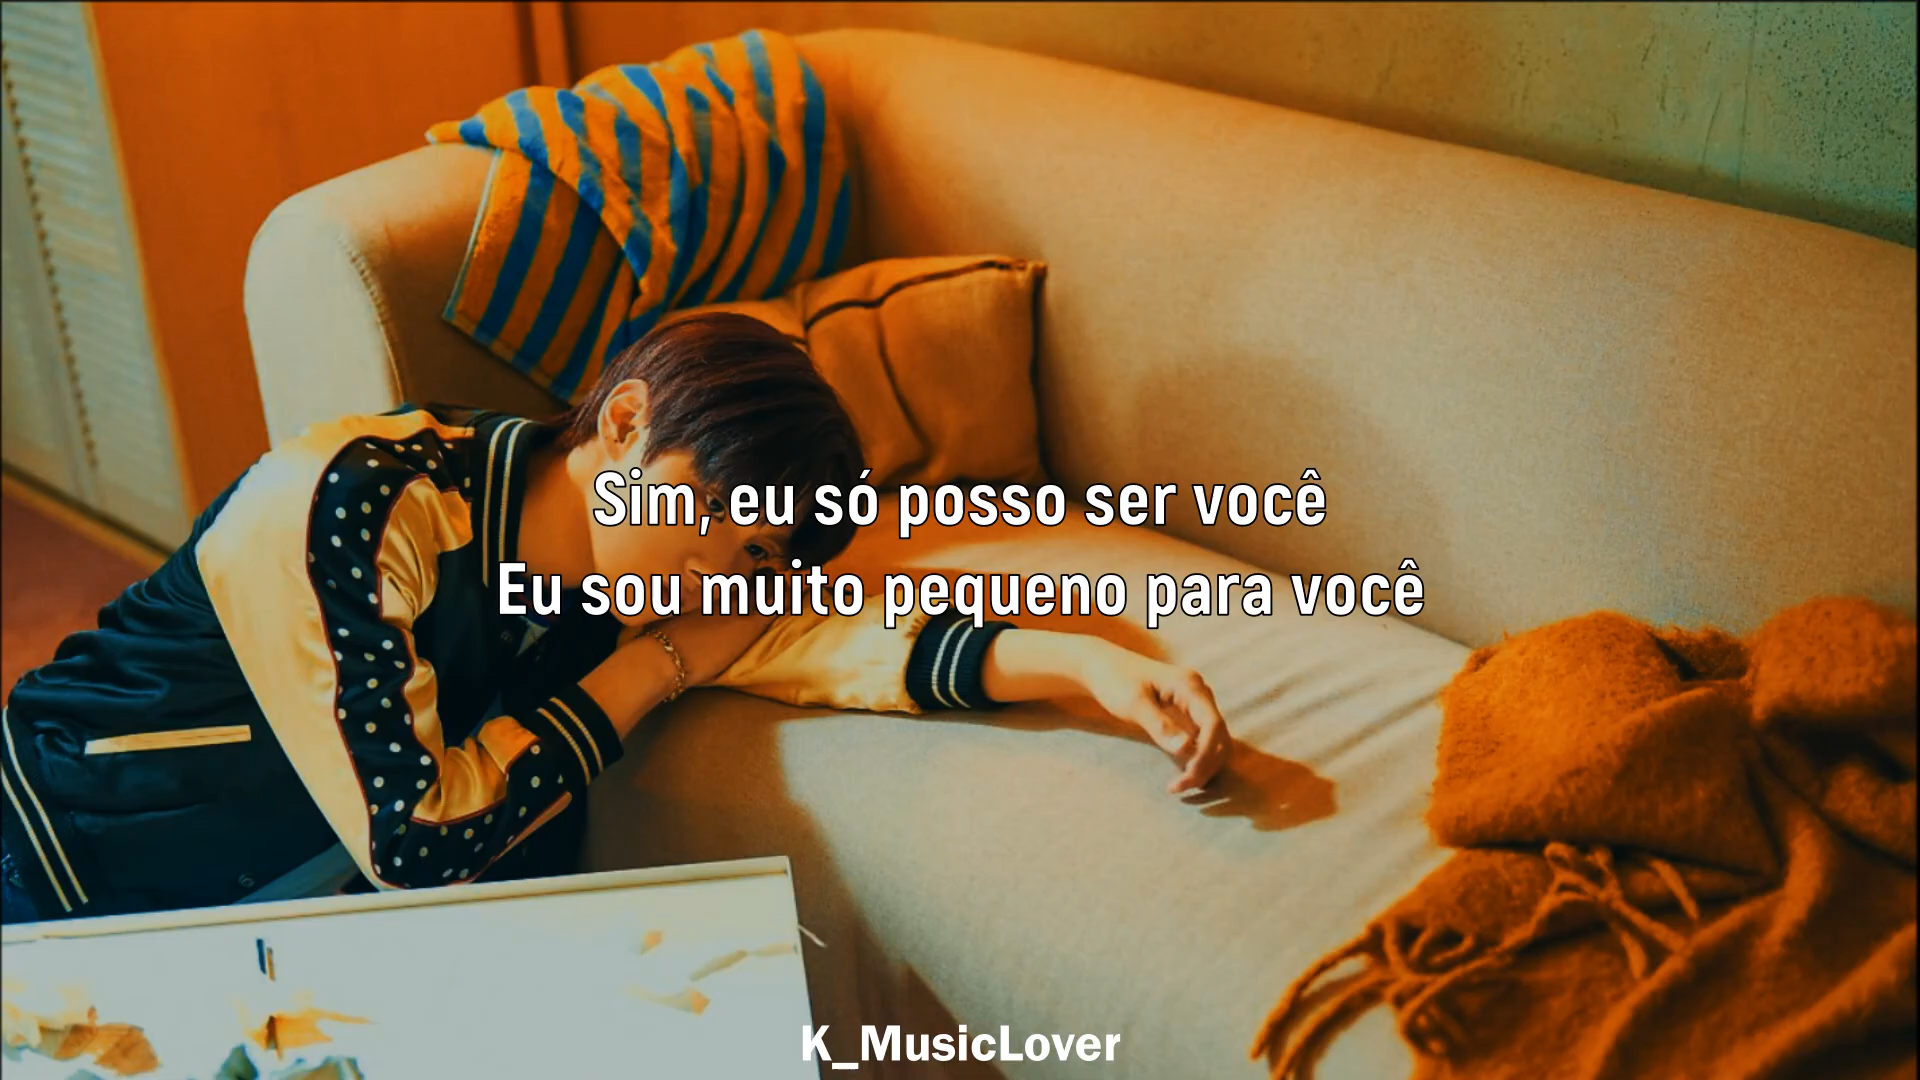 Sim, eu só posso ser você
Eu sou muito pequeno para você
K_MusicLover